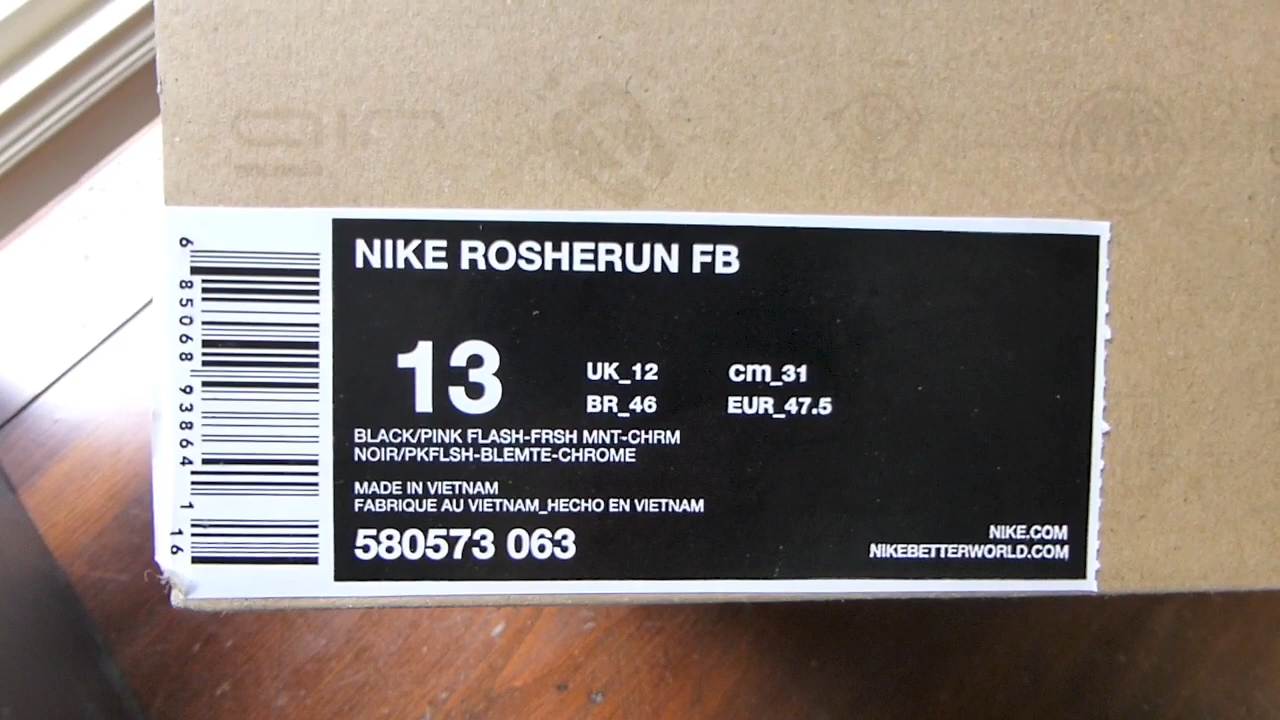 NIKE ROSHERUN FB
13
UK_12 cm_31
BR_46 EUR_47.5
BLACK/PINK FLASH-FRSH MNT-CHRM
NOIR/PKFLSH-BLEMTE-CHROME
MADE IN VIETNAM
FABRIQUE AU VIETNAM_HECHO EN VIETNAM
580573 063
NIKE.COM
NIKEBETTERWORLD.COM
6 85068 93864 1 16